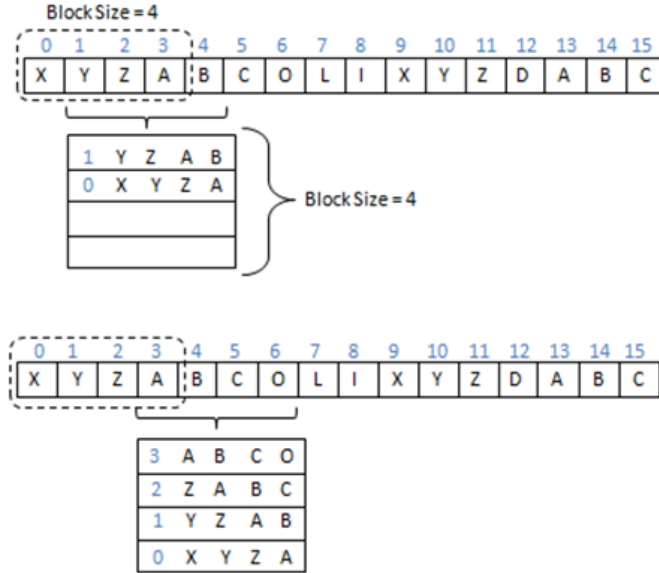 Block Size = 4
0 1 2 3 4 5 6 7 8 9 10 11 12 13 14 15
X Y Z A B C O L I X Y Z D A B C
1 Y Z A B
0 X Y Z A
Block Size = 4
0 1 2 3 4 5 6 7 8 9 10 11 12 13 14 15
X Y Z A B C O L I X Y Z D A B C
3 A B C O
2 Z A B C
1 Y Z A B
0 X Y Z A